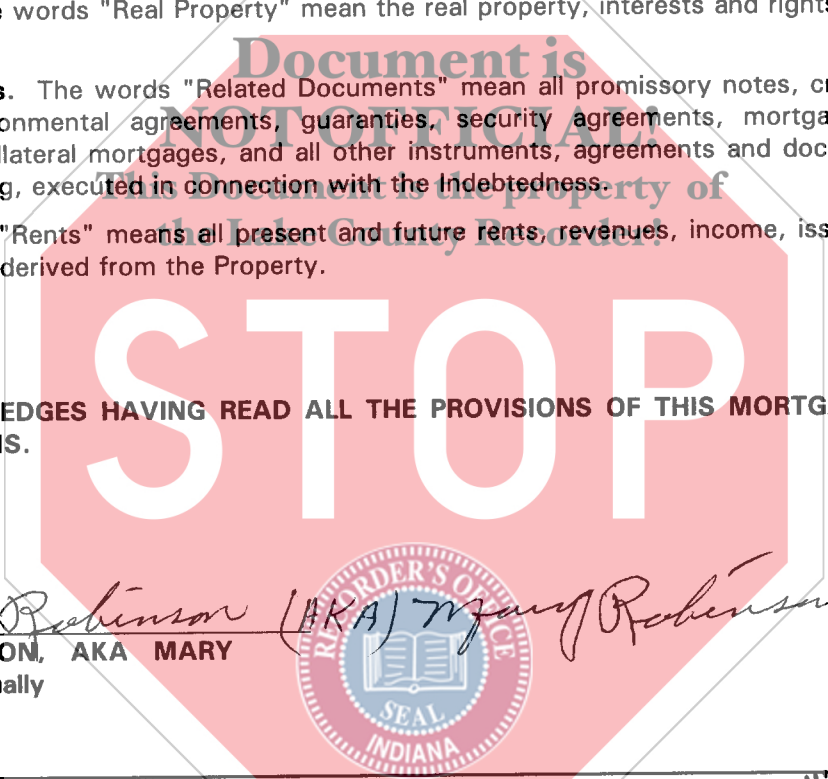 e words "Real Property" mean the real property, interests and rights
Document is
s. The words "Related Documents" mean all promissory notes, cr
NOT OFFICIAL!
onmental agreements, guaranties, security agreements, mortga
llateral mortgages, and all other instruments, agreements and doc
This Document is the property of
g, executed in connection with the Indebtedness.
the Lake County Recorder!
"Rents" means all present and future rents, revenues, income, iss
derived from the Property.
STOP
EDGES HAVING READ ALL THE PROVISIONS OF THIS MORTG
IS.
Robinson (AKA) Mary Robinson
ON, AKA MARY
nally
RECORDER'S OFFICE
SEAL
INDIANA